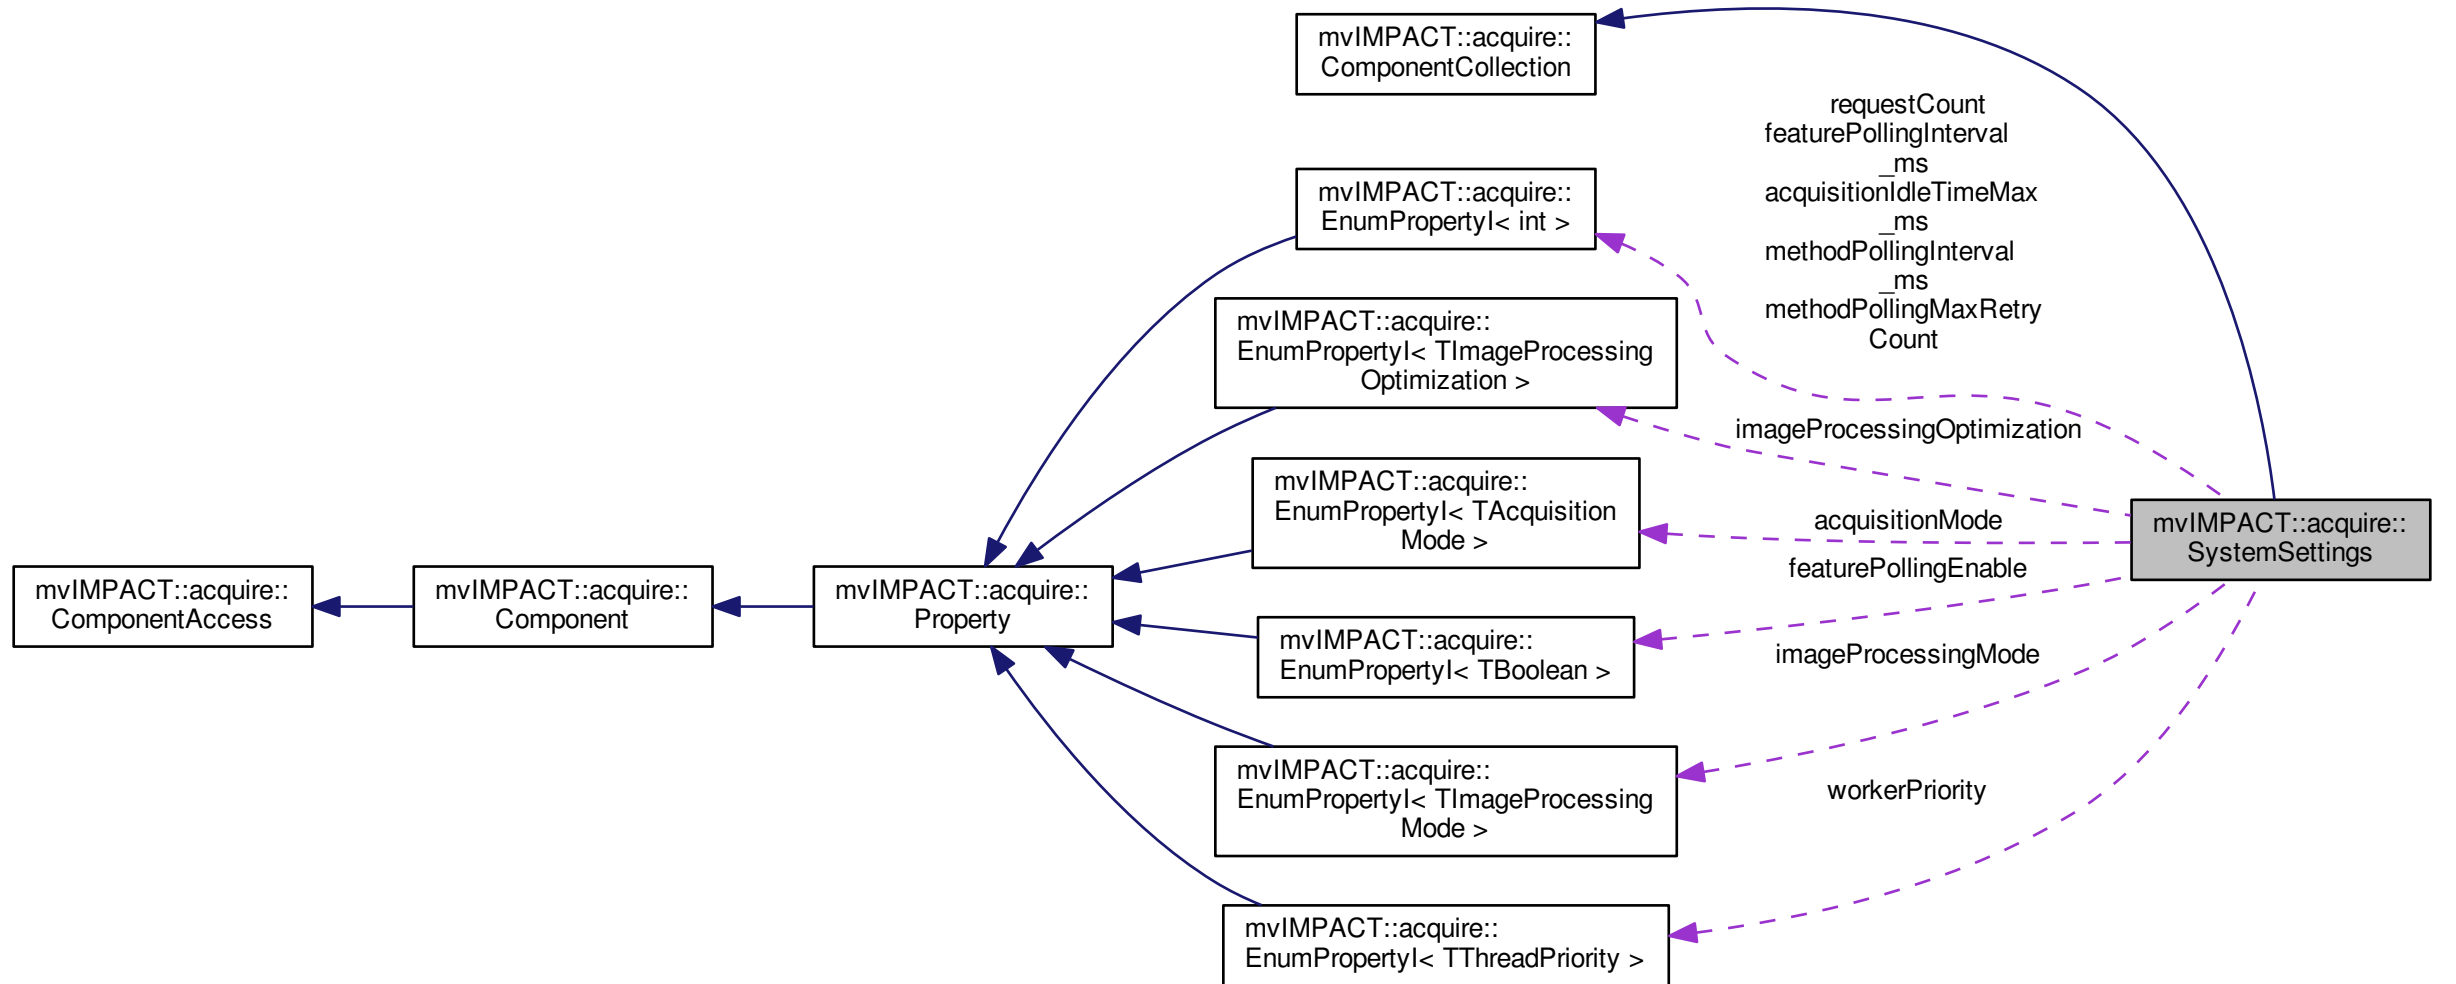 mvIMPACT::acquire::
ComponentCollection
requestCount
featurePollingInterval
_ms
acquisitionIdleTimeMax
_ms
methodPollingInterval
_ms
methodPollingMaxRetry
Count
mvIMPACT::acquire::
EnumPropertyI< int >
mvIMPACT::acquire::
EnumPropertyI< TImageProcessing
Optimization >
imageProcessingOptimization
mvIMPACT::acquire::
EnumPropertyI< TAcquisition
Mode >
acquisitionMode
mvIMPACT::acquire::
SystemSettings
featurePollingEnable
mvIMPACT::acquire::
ComponentAccess
mvIMPACT::acquire::
Component
mvIMPACT::acquire::
Property
mvIMPACT::acquire::
EnumPropertyI< TBoolean >
imageProcessingMode
mvIMPACT::acquire::
EnumPropertyI< TImageProcessing
Mode >
workerPriority
mvIMPACT::acquire::
EnumPropertyI< TThreadPriority >